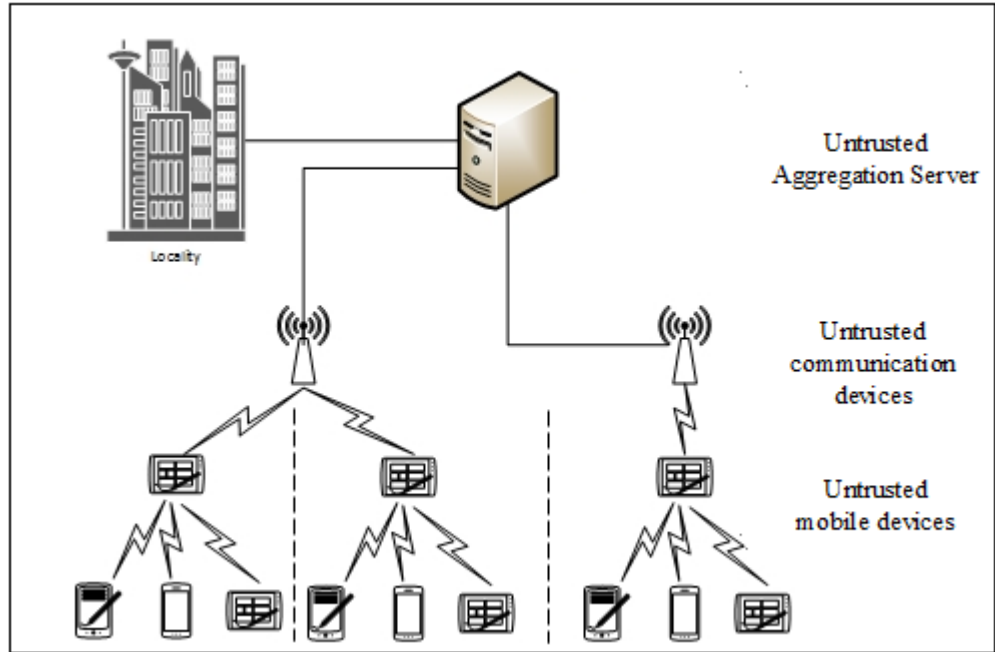 Untrusted
Aggregation Server
Locality
Untrusted
communication
devices
Untrusted
mobile devices